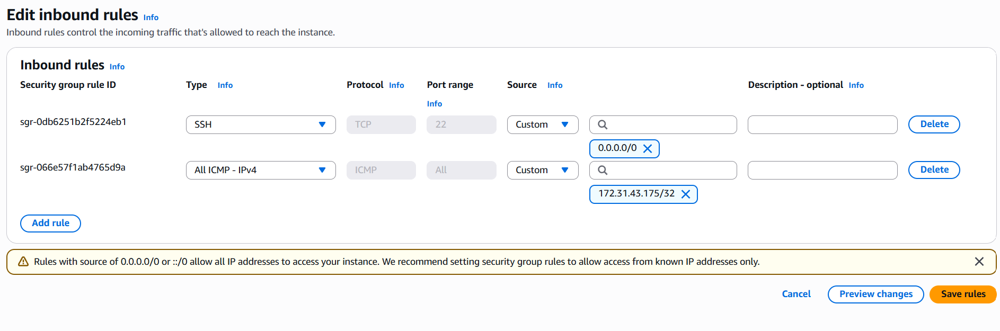 Edit inbound rules Info
Inbound rules control the incoming traffic that's allowed to reach the instance.
Inbound rules Info
Security group rule ID Type Info Protocol Info Port range Info Source Info Description - optional Info
sgr-0db6251b2f5224eb1 SSH TCP 22 Custom Delete
0.0.0.0/0
sgr-066e57f1ab4765d9a All ICMP - IPv4 ICMP All Custom Delete
172.31.43.175/32
Add rule
Rules with source of 0.0.0.0/0 or ::/0 allow all IP addresses to access your instance. We recommend setting security group rules to allow access from known IP addresses only.
Cancel Preview changes Save rules